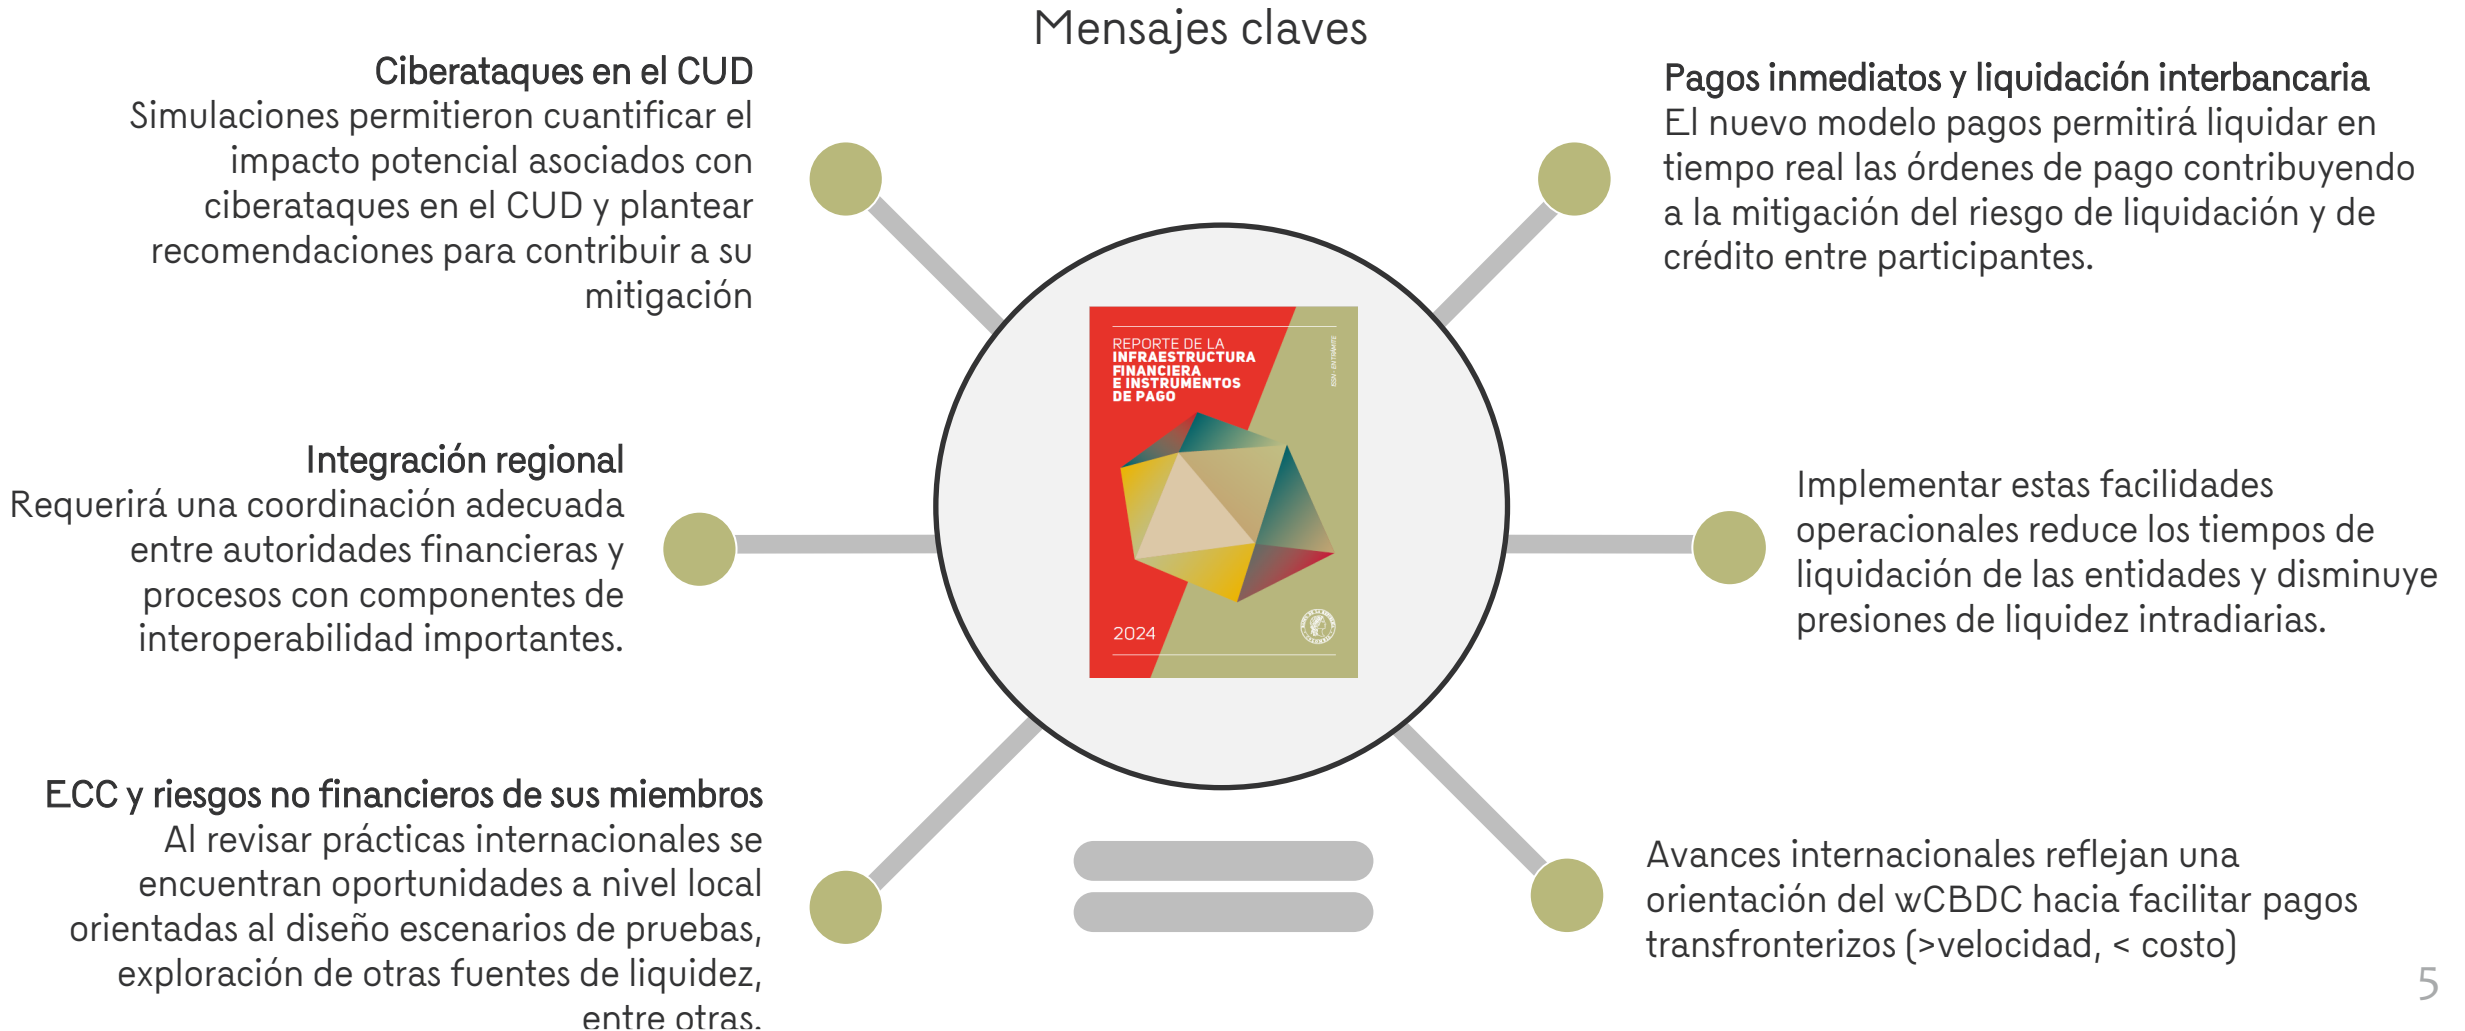 Mensajes claves
Ciberataques en el CUD
Simulaciones permitieron cuantificar el
impacto potencial asociados con
ciberataques en el CUD y plantear
recomendaciones para contribuir a su
mitigación
Integración regional
Requerirá una coordinación adecuada
entre autoridades financieras y
procesos con componentes de
interoperabilidad importantes.
ECC y riesgos no financieros de sus miembros
Al revisar prácticas internacionales se
encuentran oportunidades a nivel local
orientadas al diseño escenarios de pruebas,
exploración de otras fuentes de liquidez,
entre otras.
REPORTE DE LA
INFRAESTRUCTURA
FINANCIERA
E INSTRUMENTOS
DE PAGO
ISSN - EN TRÁMITE
2024
Pagos inmediatos y liquidación interbancaria
El nuevo modelo pagos permitirá liquidar en
tiempo real las órdenes de pago contribuyendo
a la mitigación del riesgo de liquidación y de
crédito entre participantes.
Implementar estas facilidades
operacionales reduce los tiempos de
liquidación de las entidades y disminuye
presiones de liquidez intradiarias.
Avances internacionales reflejan una
orientación del wCBDC hacia facilitar pagos
transfronterizos (>velocidad, < costo)
5